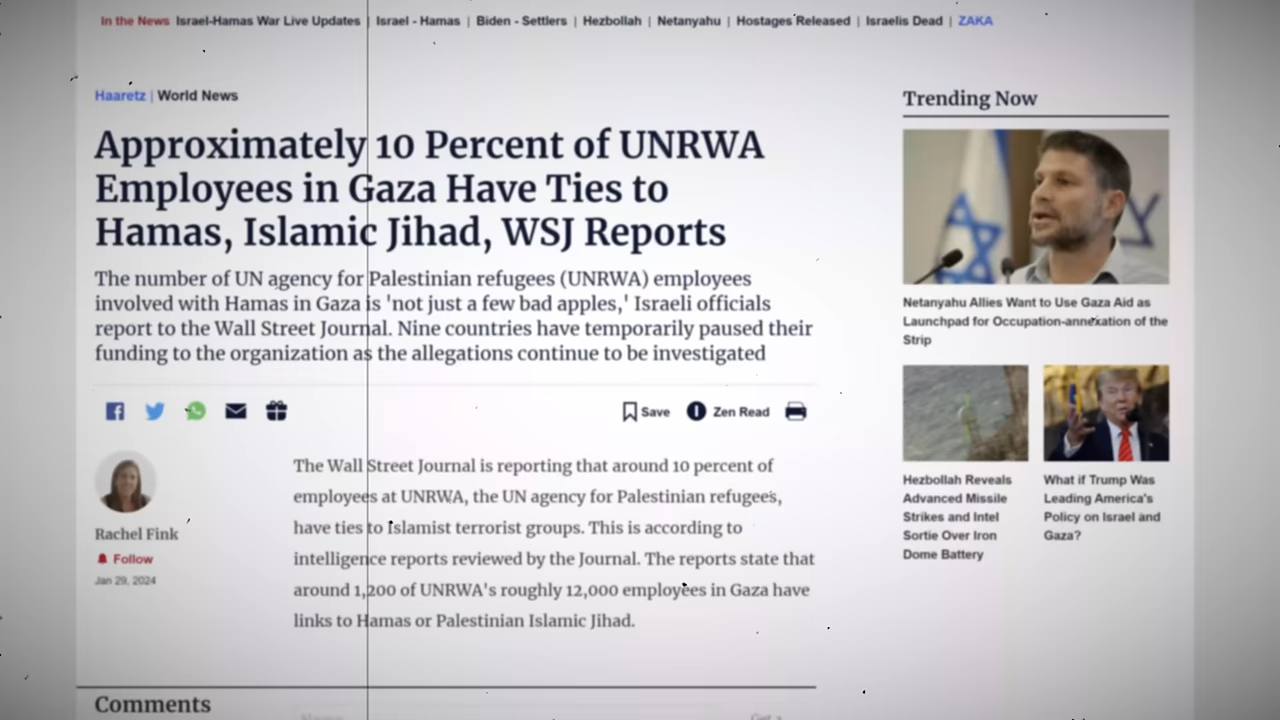 In the News Israel-Hamas War Live Updates | Israel - Hamas | Biden - Settlers | Hezbollah | Netanyahu | Hostages Released | Israelis Dead | ZAKA
Haaretz | World News
Approximately 10 Percent of UNRWA
Employees in Gaza Have Ties to
Hamas, Islamic Jihad, WSJ Reports
The number of UN agency for Palestinian refugees (UNRWA) employees
involved with Hamas in Gaza is 'not just a few bad apples,' Israeli officials
report to the Wall Street Journal. Nine countries have temporarily paused their
funding to the organization as the allegations continue to be investigated
Save
Zen Read
Rachel Fink
Follow
Jan 29, 2024
The Wall Street Journal is reporting that around 10 percent of
employees at UNRWA, the UN agency for Palestinian refugees,
have ties to Islamist terrorist groups. This is according to
intelligence reports reviewed by the Journal. The reports state that
around 1,200 of UNRWA's roughly 12,000 employees in Gaza have
links to Hamas or Palestinian Islamic Jihad.
Comments
Trending Now
Netanyahu Allies Want to Use Gaza Aid as
Launchpad for Occupation-annexation of the
Strip
Hezbollah Reveals
Advanced Missile
Strikes and Intel
Sortie Over Iron
Dome Battery
What if Trump Was
Leading America's
Policy on Israel and
Gaza?